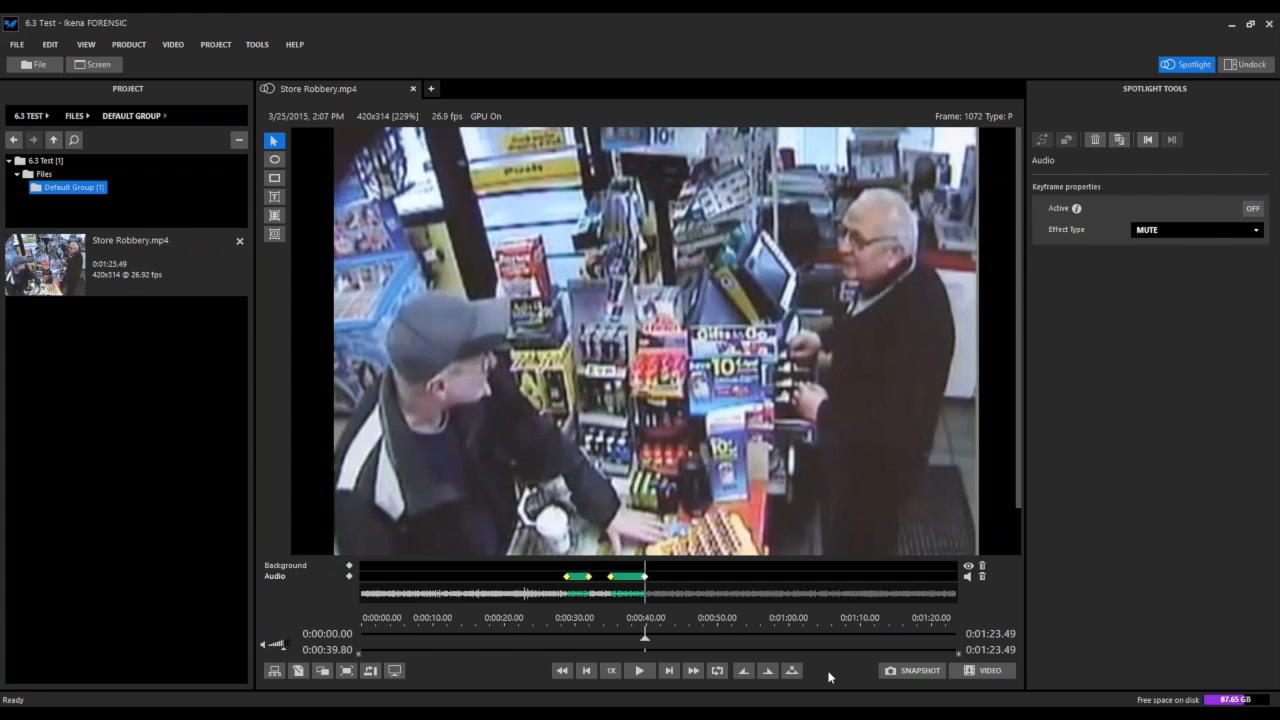 6.3 Test - Ikena FORENSIC
FILE EDIT VIEW PRODUCT VIDEO PROJECT TOOLS HELP
File Screen Spotlight Undock
PROJECT
Store Robbery.mp4
SPOTLIGHT TOOLS
6.3 TEST FILES DEFAULT GROUP
3/25/2015, 2:07 PM 420x314 [229%] 26.9 fps GPU On Frame: 1072 Type: P
6.3 Test [1]
Files
Default Group [1]
Store Robbery.mp4
0:01:23.49
420x314 @ 26.92 fps
Push
10
Gifts to Go
10
Audio
Keyframe properties
Active OFF
Effect Type MUTE
Background
Audio
0:00:00.00 0:00:10.00 0:00:20.00 0:00:30.00 0:00:40.00 0:00:50.00 0:01:00.00 0:01:10.00 0:01:20.00
0:00:00.00 0:01:23.49
0:00:39.80 0:01:23.49
1X SNAPSHOT VIDEO
Ready Free space on disk 87.65 GB